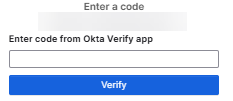 Enter a code
Enter code from Okta Verify app
Verify